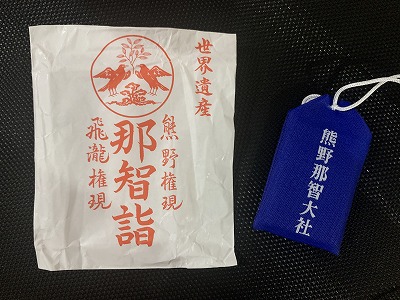 世界遺産
熊野権現
那智詣
飛瀧権現
熊野那智大社